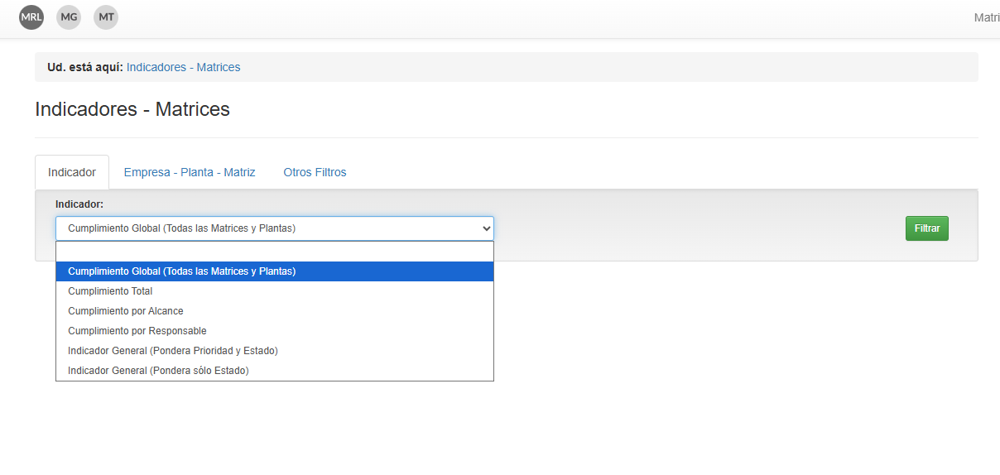 MRL MG MT Matri
Ud. está aquí: Indicadores - Matrices
Indicadores - Matrices
Indicador Empresa - Planta - Matriz Otros Filtros
Indicador:
Cumplimiento Global (Todas las Matrices y Plantas) Filtrar
Cumplimiento Global (Todas las Matrices y Plantas)
Cumplimiento Total
Cumplimiento por Alcance
Cumplimiento por Responsable
Indicador General (Pondera Prioridad y Estado)
Indicador General (Pondera sólo Estado)